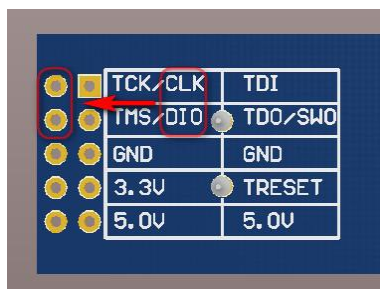 TCK/CLK TDI
TMS/DIO TDO/SWO
GND GND
3.3V TRESET
5.0V 5.0V